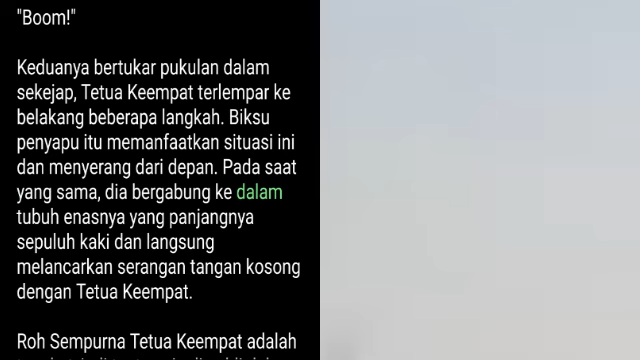 "Boom!"
Keduanya bertukar pukulan dalam
sekejap, Tetua Keempat terlempar ke
belakang beberapa langkah. Biksu
penyapu itu memanfaatkan situasi ini
dan menyerang dari depan. Pada saat
yang sama, dia bergabung ke dalam
tubuh enasnya yang panjangnya
sepuluh kaki dan langsung
melancarkan serangan tangan kosong
dengan Tetua Keempat.
Roh Sempurna Tetua Keempat adalah